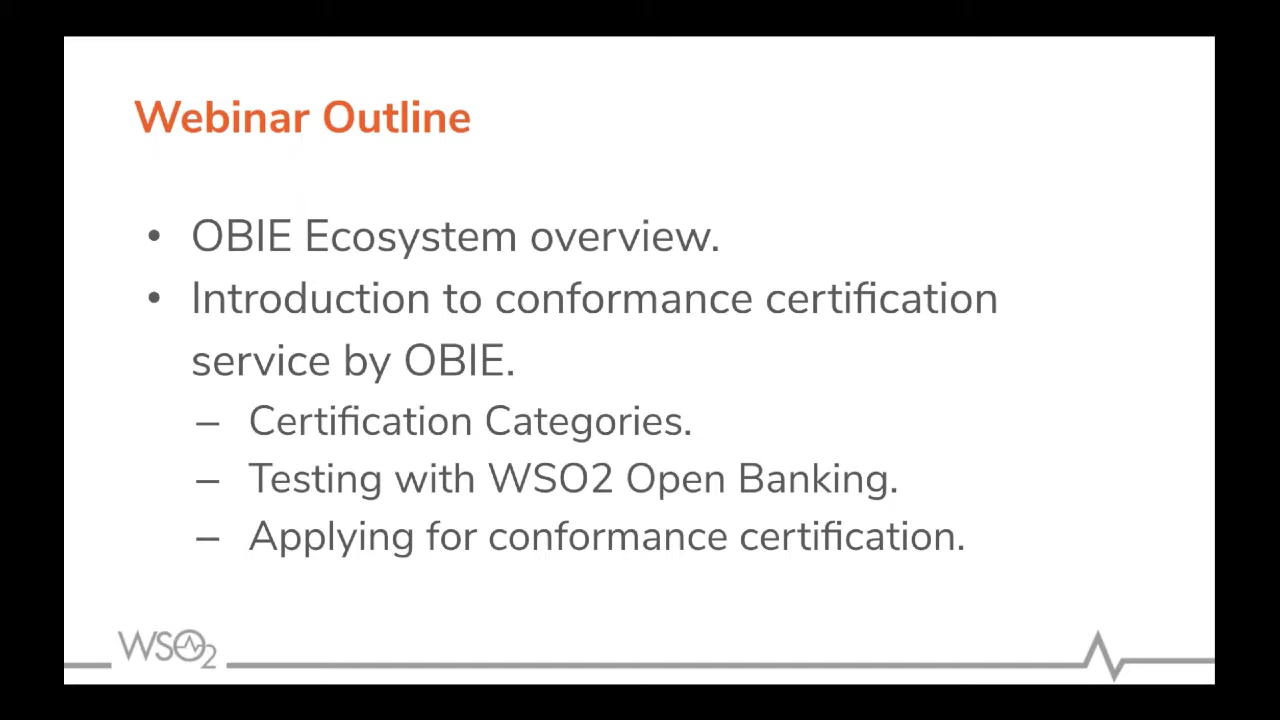 Webinar Outline
• OBIE Ecosystem overview.
• Introduction to conformance certification
service by OBIE.
– Certification Categories.
– Testing with WSO2 Open Banking.
– Applying for conformance certification.
WSO2